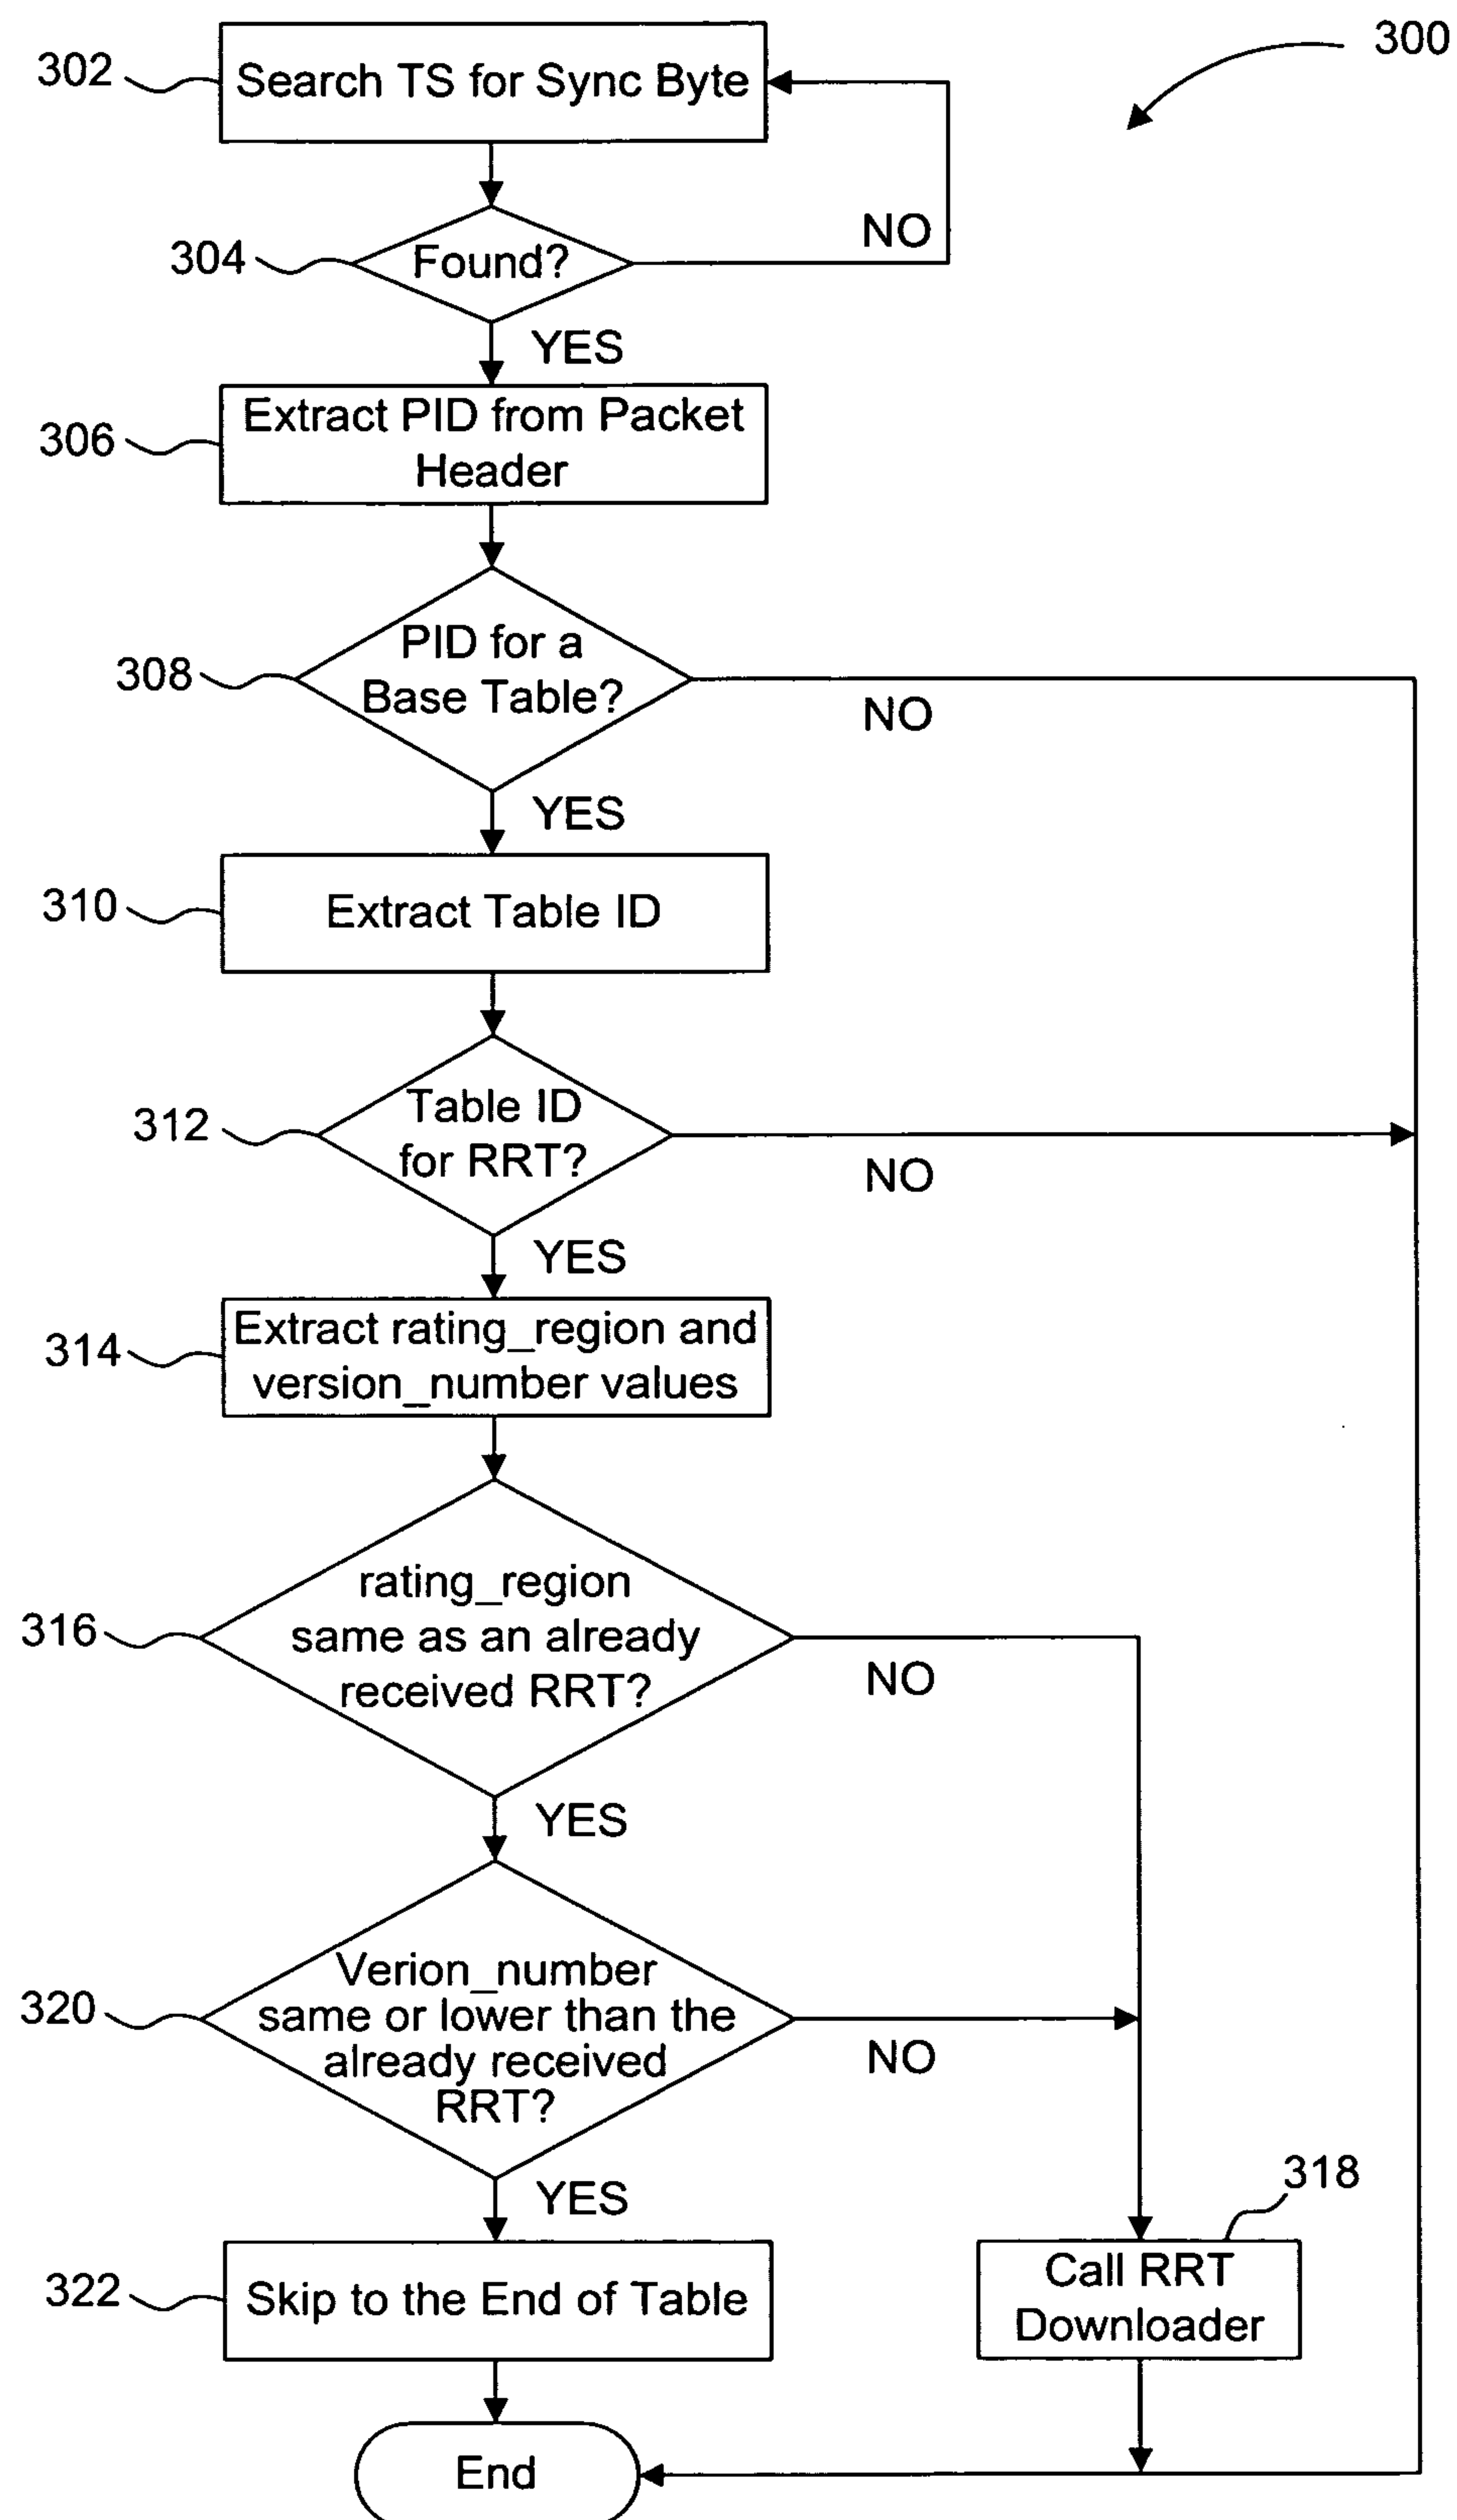 300
302
Search TS for Sync Byte
304
Found?
NO
YES
306
Extract PID from Packet
Header
308
PID for a
Base Table?
NO
YES
310
Extract Table ID
312
Table ID
for RRT?
NO
YES
314
Extract rating_region and
version_number values
316
rating_region
same as an already
received RRT?
NO
YES
320
Verion_number
same or lower than the
already received
RRT?
NO
YES
318
322
Skip to the End of Table
Call RRT
Downloader
End